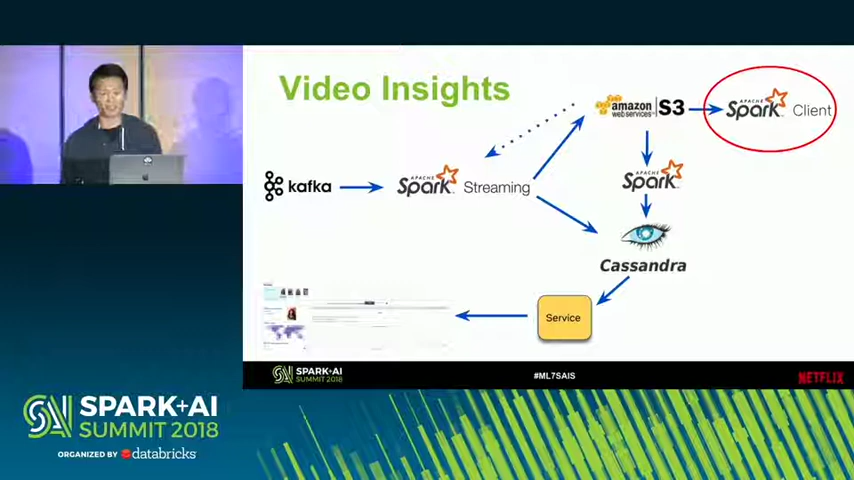 Video Insights
amazon
web services
S3
APACHE
Spark
Client
kafka
APACHE
Spark
Streaming
APACHE
Spark
Cassandra
Service
SPARK+AI
SUMMIT 2018
#ML7SAIS
NETFLIX
SPARK+AI
SUMMIT 2018
ORGANIZED BY databricks